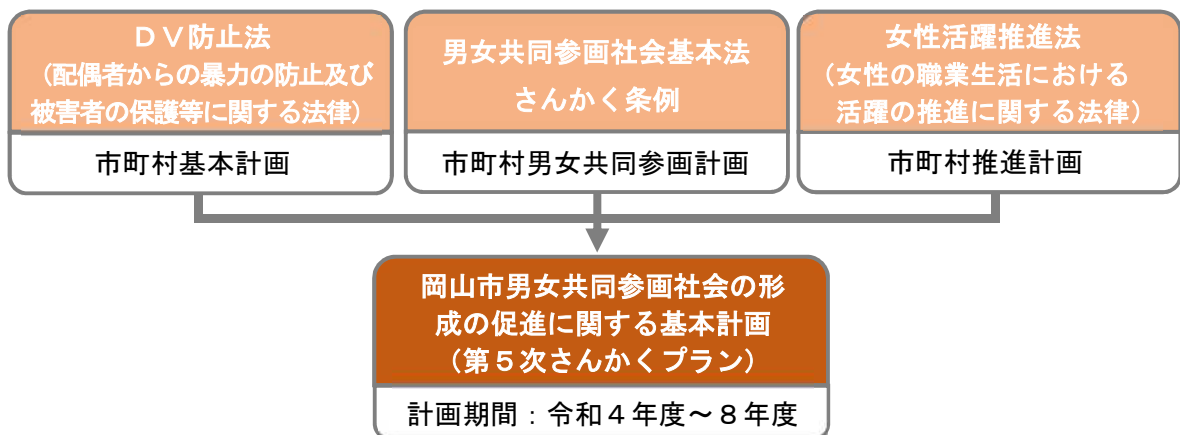 ＤＶ防止法
（配偶者からの暴力の防止及び
被害者の保護等に関する法律）
市町村基本計画
男女共同参画社会基本法
さんかく条例
市町村男女共同参画計画
女性活躍推進法
（女性の職業生活における
活躍の推進に関する法律）
市町村推進計画
岡山市男女共同参画社会の形
成の促進に関する基本計画
（第５次さんかくプラン）
計画期間：令和４年度～８年度